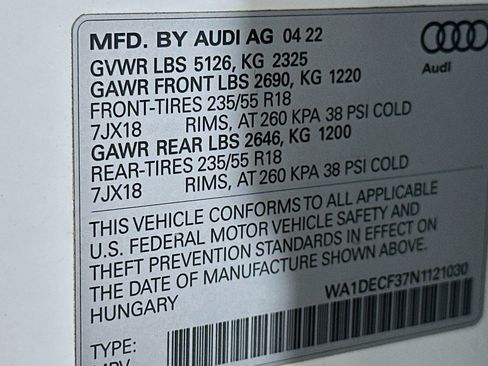 MFD. BY AUDI AG 04 22
GVWR LBS 5126, KG 2325
GAWR FRONT LBS 2690, KG 1220
FRONT-TIRES 235/55 R18
7JX18 RIMS, AT 260 KPA 38 PSI COLD
GAWR REAR LBS 2646, KG 1200
REAR-TIRES 235/55 R18
7JX18 RIMS, AT 260 KPA 38 PSI COLD
Audi
THIS VEHICLE CONFORMS TO ALL APPLICABLE
U.S. FEDERAL MOTOR VEHICLE SAFETY AND
THEFT PREVENTION STANDARDS IN EFFECT ON
THE DATE OF MANUFACTURE SHOWN ABOVE.
HUNGARY
WA1DECF37N1121030
TYPE:
MPV